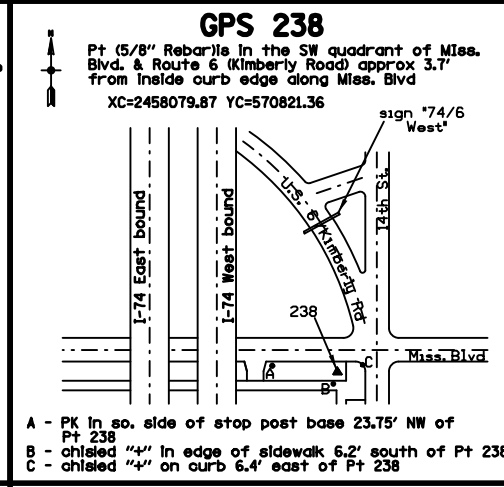 GPS 238
Pt (5/8" Rebar)is in the SW quadrant of Miss.
Blvd. & Route 6 (Kimberly Road) approx 3.7'
from inside curb edge along Miss. Blvd
XC=2458079.87 YC=570821.36
sign "74/6
West"
I-74 East bound
I-74 West bound
U.S. 6 Kimberly Rd
14th St.
238
Miss. Blvd
A
B
C
N
A - PK in so. side of stop post base 23.75' NW of
Pt 238
B - chisled "+" in edge of sidewalk 6.2' south of Pt 238
C - chisled "+" on curb 6.4' east of Pt 238